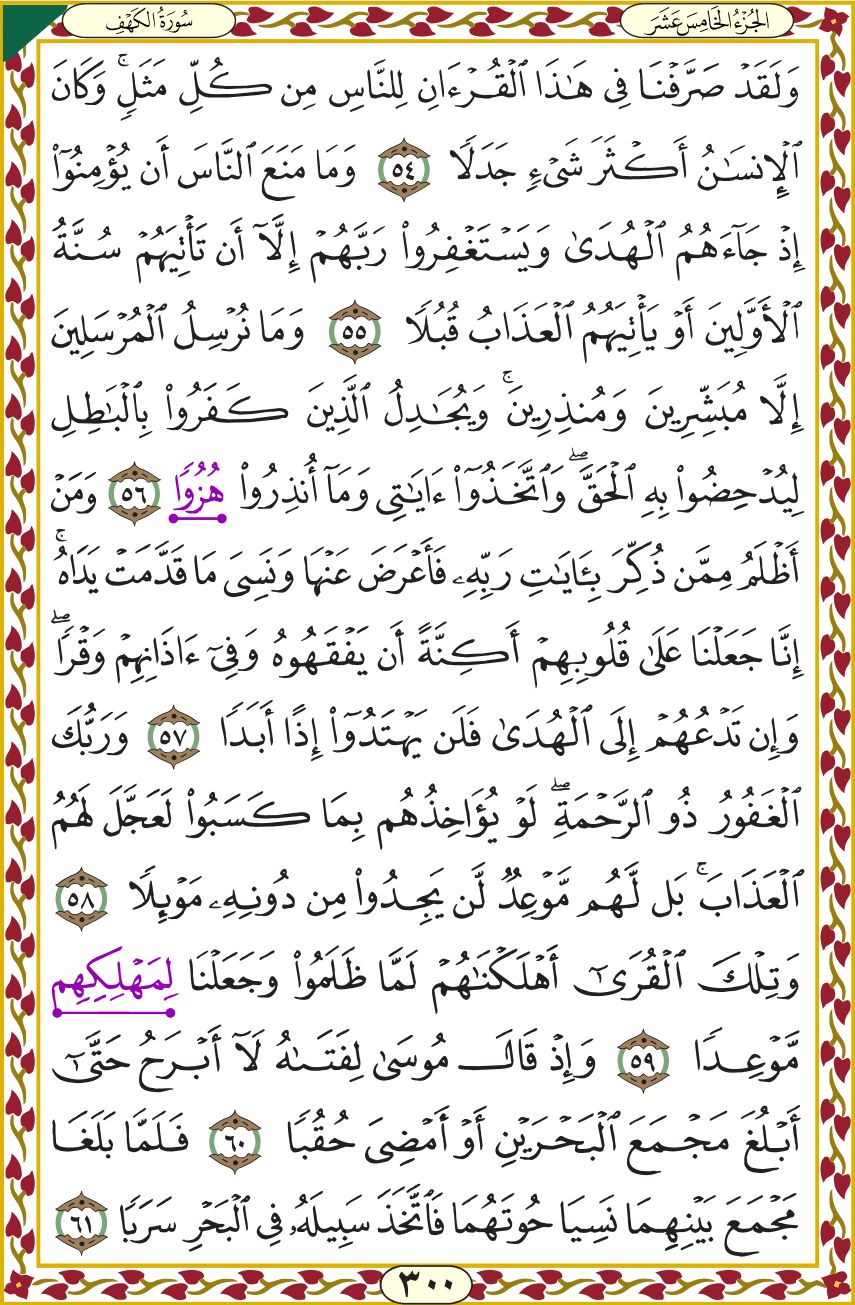 الجُزْءُ الخَامِسَ عَشَرَ
سُورَةُ الكَهْفِ
وَلَقَدْ صَرَّفْنَا فِى هَـٰذَا ٱلْقُرْءَانِ لِلنَّاسِ مِن كُلِّ مَثَلٍۚ وَكَانَ
ٱلْإِنسَـٰنُ أَكْثَرَ شَىْءٍ جَدَلًا ٥٤ وَمَا مَنَعَ ٱلنَّاسَ أَن يُؤْمِنُوٓا۟
إِذْ جَآءَهُمُ ٱلْهُدَىٰ وَيَسْتَغْفِرُوا۟ رَبَّهُمْ إِلَّآ أَن تَأْتِيَهُمْ سُنَّةُ
ٱلْأَوَّلِينَ أَوْ يَأْتِيَهُمُ ٱلْعَذَابُ قُبُلًا ٥٥ وَمَا نُرْسِلُ ٱلْمُرْسَلِينَ
إِلَّا مُبَشِّرِينَ وَمُنذِرِينَۚ وَيُجَـٰدِلُ ٱلَّذِينَ كَفَرُوا۟ بِٱلْبَـٰطِلِ
لِيُدْحِضُوا۟ بِهِ ٱلْحَقَّۖ وَٱتَّخَذُوٓا۟ ءَايَـٰتِى وَمَآ أُنذِرُوا۟ هُزُوًا ٥٦ وَمَنْ
أَظْلَمُ مِمَّن ذُكِّرَ بِـَٔايَـٰتِ رَبِّهِۦ فَأَعْرَضَ عَنْهَا وَنَسِىَ مَا قَدَّمَتْ يَدَاهُۚ
إِنَّا جَعَلْنَا عَلَىٰ قُلُوبِهِمْ أَكِنَّةً أَن يَفْقَهُوهُ وَفِىٓ ءَاذَانِهِمْ وَقْرًاۖ
وَإِن تَدْعُهُمْ إِلَى ٱلْهُدَىٰ فَلَن يَهْتَدُوٓا۟ إِذًا أَبَدًا ٥٧ وَرَبُّكَ
ٱلْغَفُورُ ذُو ٱلرَّحْمَةِۖ لَوْ يُؤَاخِذُهُم بِمَا كَسَبُوا۟ لَعَجَّلَ لَهُمُ
ٱلْعَذَابَۚ بَل لَّهُم مَّوْعِدٌ لَّن يَجِدُوا۟ مِن دُونِهِۦ مَوْئِلًا ٥٨
وَتِلْكَ ٱلْقُرَىٰٓ أَهْلَكْنَـٰهُمْ لَمَّا ظَلَمُوا۟ وَجَعَلْنَا لِمَهْلِكِهِم
مَّوْعِدًا ٥٩ وَإِذْ قَالَ مُوسَىٰ لِفَتَىٰهُ لَآ أَبْرَحُ حَتَّىٰٓ
أَبْلُغَ مَجْمَعَ ٱلْبَحْرَيْنِ أَوْ أَمْضِىَ حُقُبًا ٦٠ فَلَمَّا بَلَغَا
مَجْمَعَ بَيْنِهِمَا نَسِيَا حُوتَهُمَا فَٱتَّخَذَ سَبِيلَهُۥ فِى ٱلْبَحْرِ سَرَبًا ٦١
٣٠٠